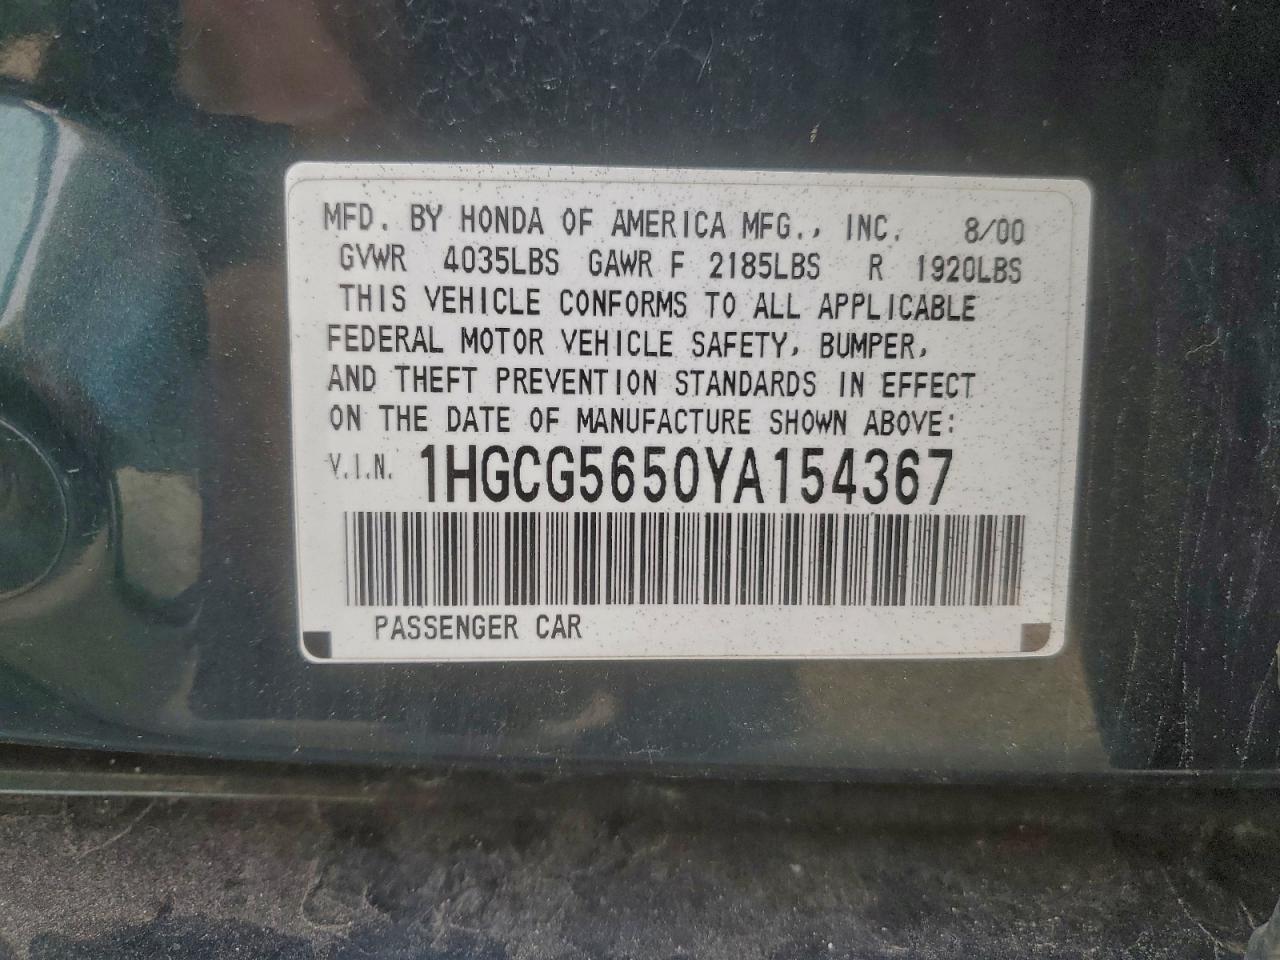 MFD. BY HONDA OF AMERICA MFG., INC. 8/00
GVWR 4035LBS GAWR F 2185LBS R 1920LBS
THIS VEHICLE CONFORMS TO ALL APPLICABLE
FEDERAL MOTOR VEHICLE SAFETY, BUMPER,
AND THEFT PREVENTION STANDARDS IN EFFECT
ON THE DATE OF MANUFACTURE SHOWN ABOVE:
V.I.N. 1HGCG5650YA154367
PASSENGER CAR